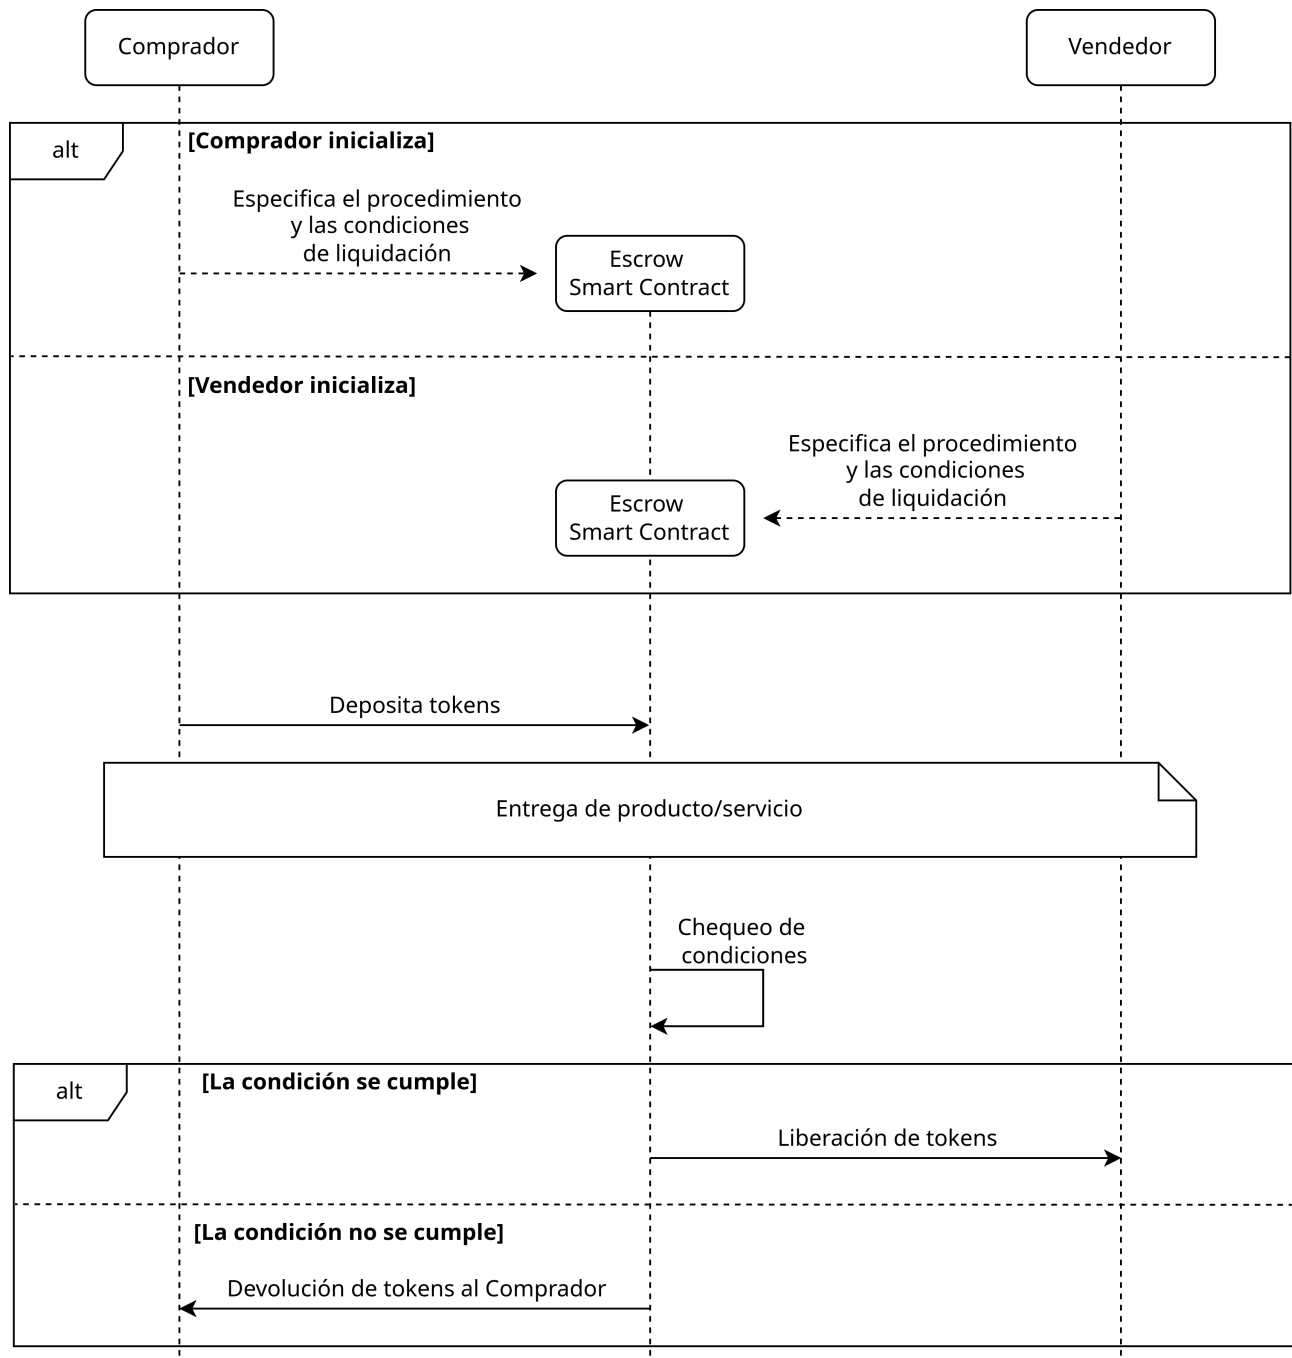 Comprador
Vendedor
alt
[Comprador inicializa]
Especifica el procedimiento
y las condiciones
de liquidación
Escrow
Smart Contract
[Vendedor inicializa]
Especifica el procedimiento
y las condiciones
de liquidación
Escrow
Smart Contract
Deposita tokens
Entrega de producto/servicio
Chequeo de
condiciones
alt
[La condición se cumple]
Liberación de tokens
[La condición no se cumple]
Devolución de tokens al Comprador